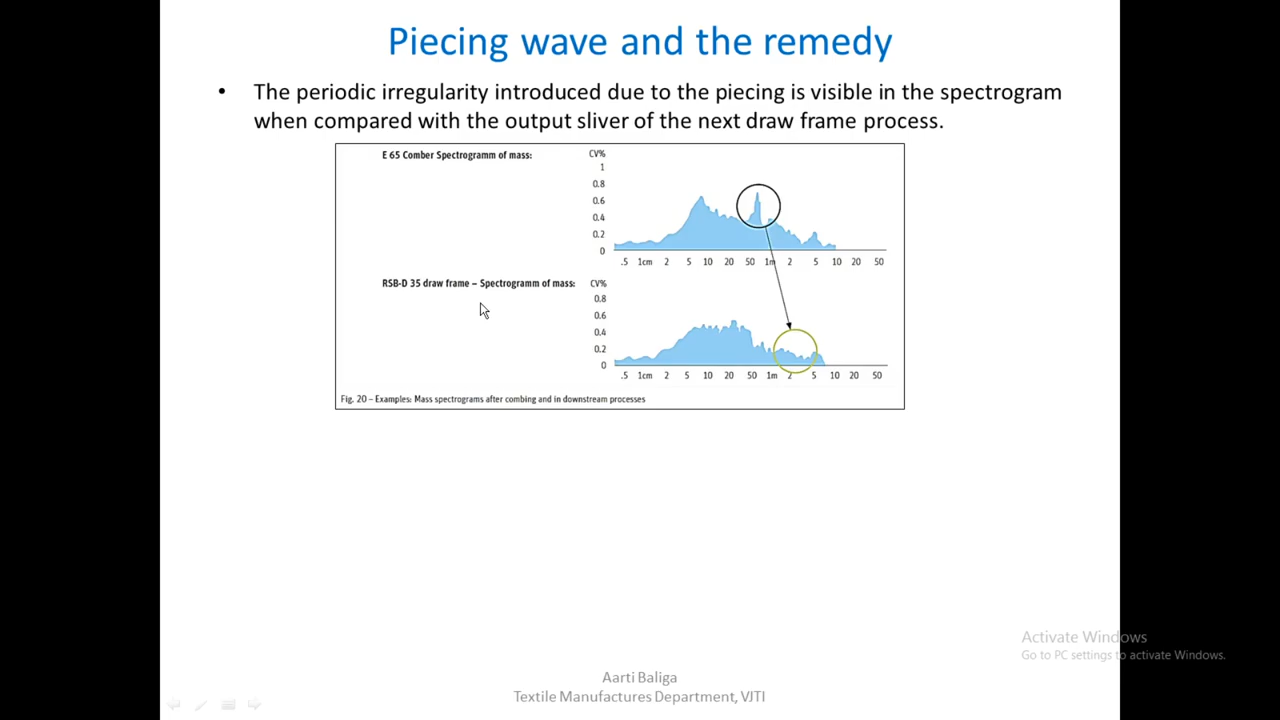 Piecing wave and the remedy
• The periodic irregularity introduced due to the piecing is visible in the spectrogram
when compared with the output sliver of the next draw frame process.
E 65 Comber Spectrogramm of mass:
CV%
1
0.8
0.6
0.4
0.2
0
.5 1cm 2 5 10 20 50 1m 2 5 10 20 50
RSB-D 35 draw frame – Spectrogramm of mass:
CV%
0.8
0.6
0.4
0.2
0
.5 1cm 2 5 10 20 50 1m 2 5 10 20 50
Fig. 20 – Examples: Mass spectrograms after combing and in downstream processes
Activate Windows
Go to PC settings to activate Windows.
Aarti Baliga
Textile Manufactures Department, VJTI